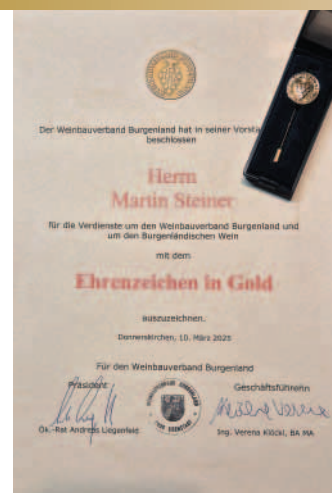 Der Weinbauverband Burgenland hat in seiner
beschlossen
Herrn
Martin Steiner
für die Verdienste um den Weinbauverband Burgenland und
um den Burgenländischen Wein
mit dem
Ehrenzeichen in Gold
auszuzeichnen.
Donnerskirchen, 10. März 2025
Für den Weinbauverband Burgenland
Präsident
Geschäftsführerin
Ök.-Rat Andreas Liegenfeld
Ing. Verena Klöckl, BA MA